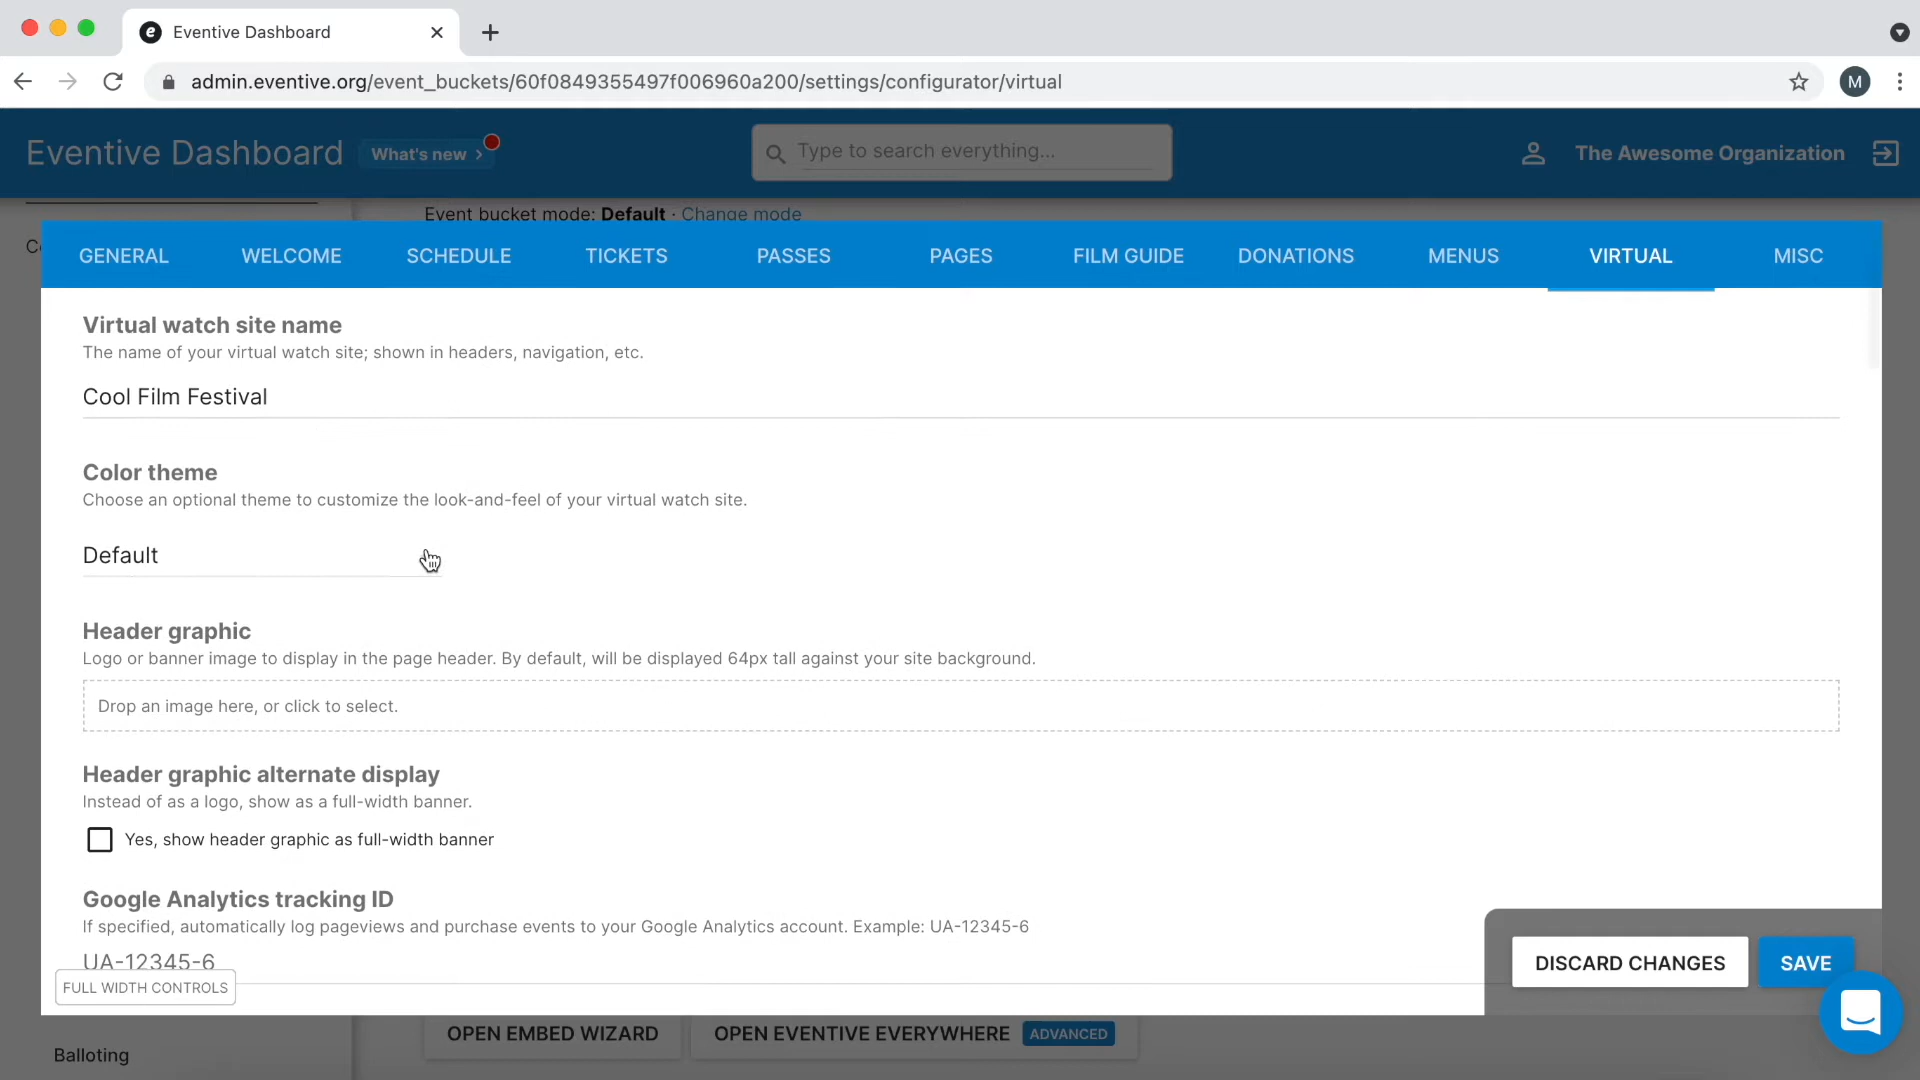 Eventive Dashboard
admin.eventive.org/event_buckets/60f0849355497f006960a200/settings/configurator/virtual
M
Eventive Dashboard
What's new
Type to search everything...
The Awesome Organization
Event bucket mode: Default · Change mode
GENERAL WELCOME SCHEDULE TICKETS PASSES PAGES FILM GUIDE DONATIONS MENUS VIRTUAL MISC
Virtual watch site name
The name of your virtual watch site; shown in headers, navigation, etc.
Cool Film Festival
Color theme
Choose an optional theme to customize the look-and-feel of your virtual watch site.
Default
Header graphic
Logo or banner image to display in the page header. By default, will be displayed 64px tall against your site background.
Drop an image here, or click to select.
Header graphic alternate display
Instead of as a logo, show as a full-width banner.
Yes, show header graphic as full-width banner
Google Analytics tracking ID
If specified, automatically log pageviews and purchase events to your Google Analytics account. Example: UA-12345-6
UA-12345-6
FULL WIDTH CONTROLS
DISCARD CHANGES SAVE
OPEN EMBED WIZARD OPEN EVENTIVE EVERYWHERE ADVANCED
Balloting